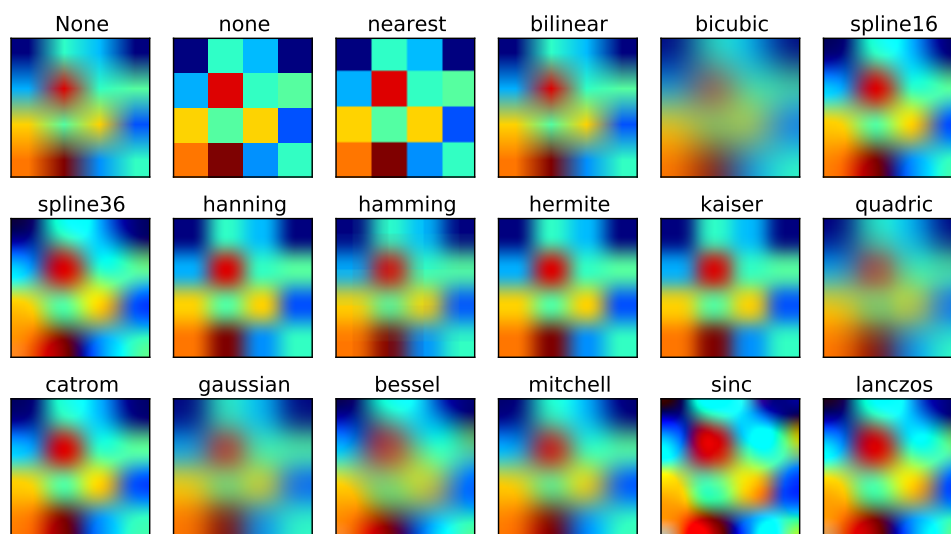 None none nearest bilinear bicubic spline16
spline36 hanning hamming hermite kaiser quadric
catrom gaussian bessel mitchell sinc lanczos